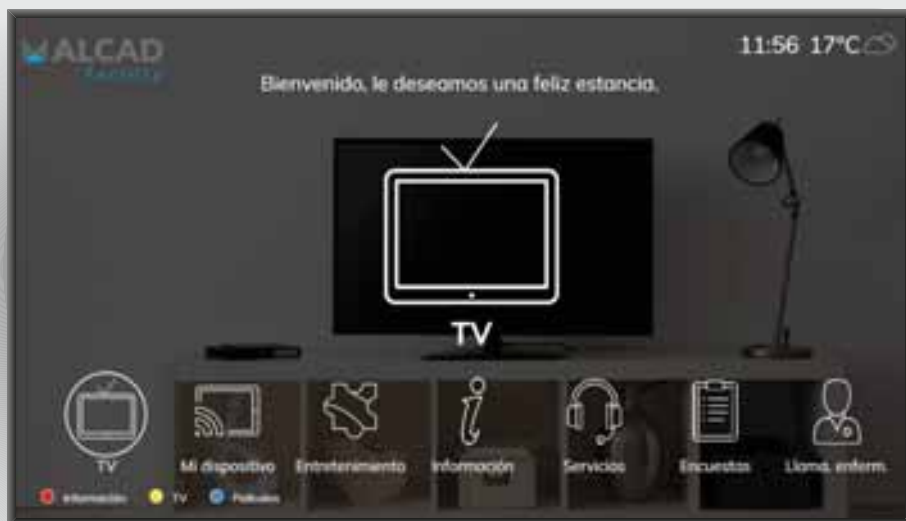 ALCAD
11:56 17°C
Bienvenido, le deseamos una feliz estancia.
TV
TV
Mi dispositivo
Entretenimiento
Información
Servicios
Encuestas
Llama. enferm.
Información
TV
Películas